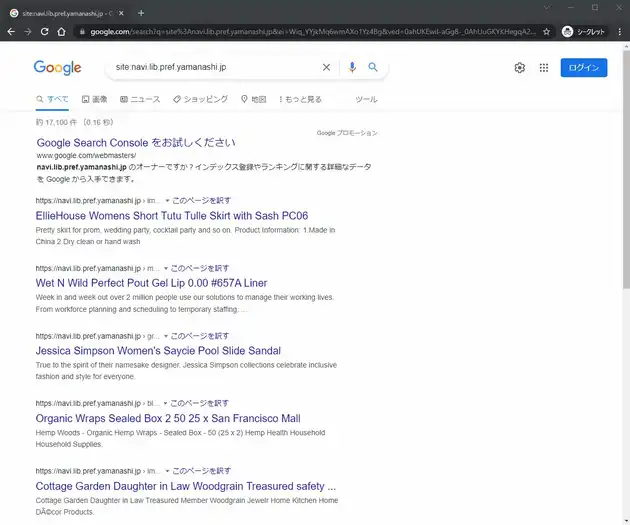 site:navi.lib.pref.yamanashi.jp - G
google.com/search?q=site%3Anavi.lib.pref.yamanashi.jp&ei=
シークレット
Google
site:navi.lib.pref.yamanashi.jp
ログイン
すべて 画像 ニュース ショッピング 地図 もっと見る ツール
約 17,100 件 （0.16 秒）
Google プロモーション
Google Search Console をお試しください
www.google.com/webmasters/
navi.lib.pref.yamanashi.jp のオーナーですか？インデックス登録やランキングに関する詳細なデータ
を Google から入手できます。
https://navi.lib.pref.yamanashi.jp › im... このページを訳す
EllieHouse Womens Short Tutu Tulle Skirt with Sash PC06
Pretty skirt for prom, wedding party, cocktail party and so on. Product Information: 1.Made in
China 2 Dry clean or hand wash
https://navi.lib.pref.yamanashi.jp › m... このページを訳す
Wet N Wild Perfect Pout Gel Lip 0.00 #657A Liner
Week in and week out over 2 million people use our solutions to manage their working lives.
From workforce planning and scheduling to temporary staffing, ...
https://navi.lib.pref.yamanashi.jp › gr... このページを訳す
Jessica Simpson Women's Saycie Pool Slide Sandal
True to the spirit of their namesake designer, Jessica Simpson collections celebrate inclusive
fashion and style for everyone.
https://navi.lib.pref.yamanashi.jp › bl... このページを訳す
Organic Wraps Sealed Box 2 50 25 x San Francisco Mall
Hemp Woods - Organic Hemp Wraps - Sealed Box - 50 (25 x 2) Hemp Health Household
Household Supplies.
https://navi.lib.pref.yamanashi.jp › im... このページを訳す
Cottage Garden Daughter in Law Woodgrain Treasured safety ...
Cottage Garden Daughter in Law Treasured Member Woodgrain Jewelr Home Kitchen Home
DÃ©cor Products.